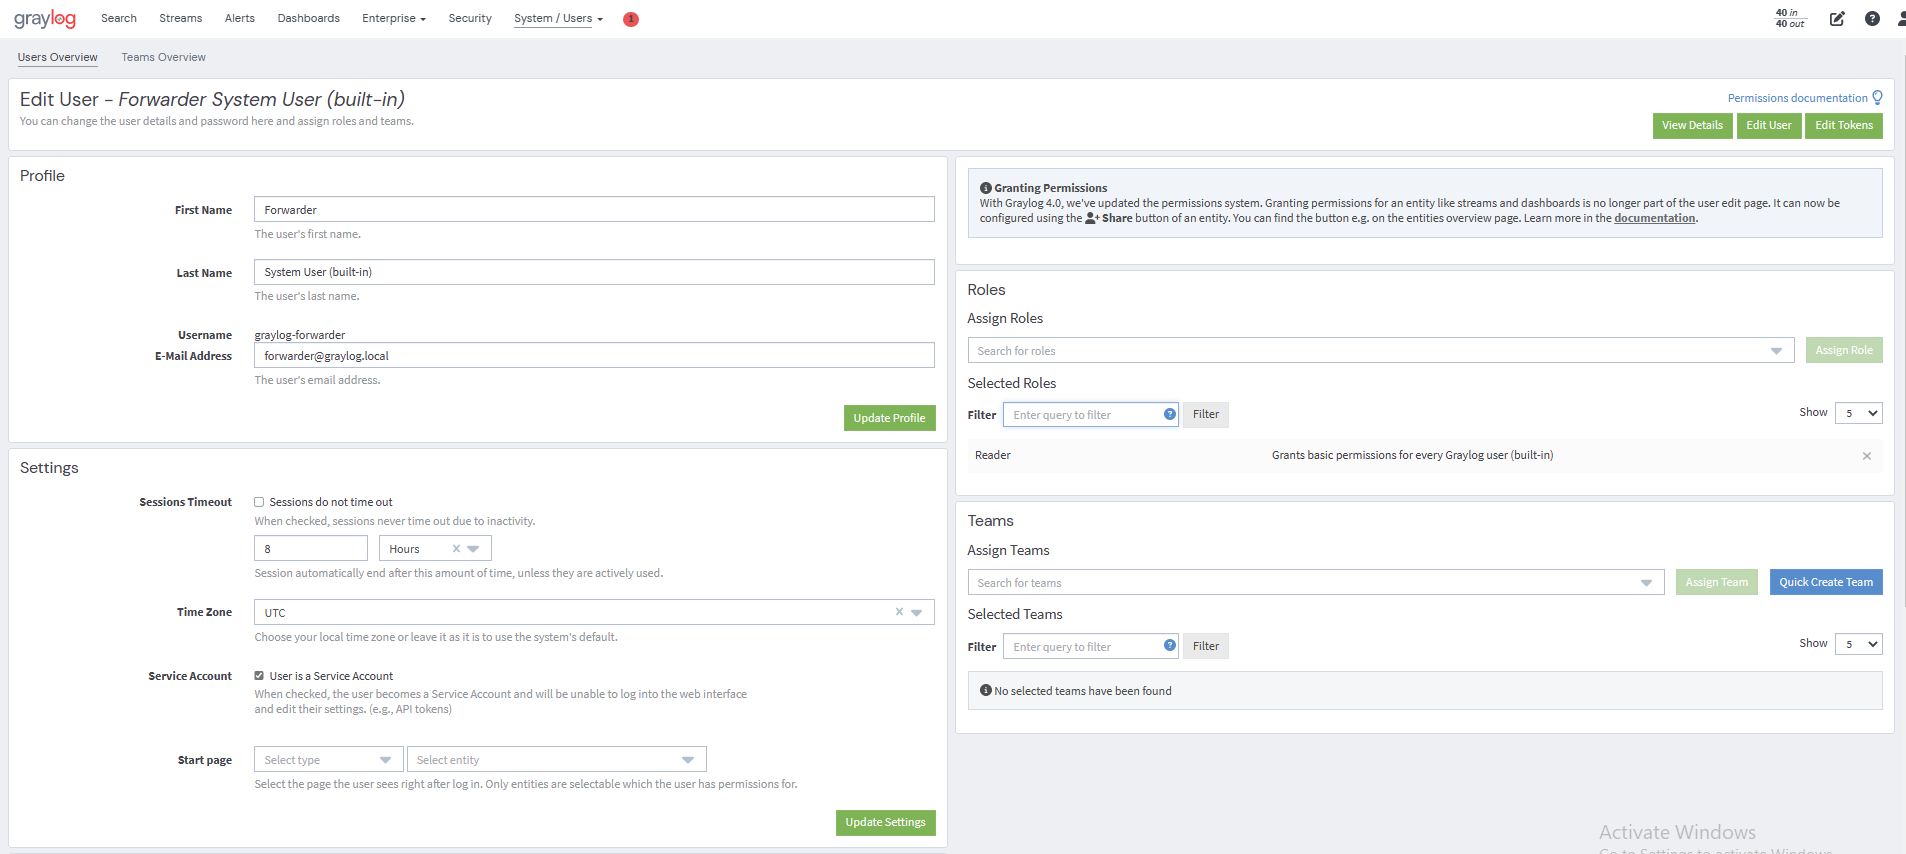 graylog
Search
Streams
Alerts
Dashboards
Enterprise
Security
System / Users
1
40 in
40 out
Users Overview
Teams Overview
Edit User - Forwarder System User (built-in)
You can change the user details and password here and assign roles and teams.
Permissions documentation
View Details
Edit User
Edit Tokens
Profile
First Name
Forwarder
The user's first name.
Last Name
System User (built-in)
The user's last name.
Username
graylog-forwarder
E-Mail Address
forwarder@graylog.local
The user's email address.
Update Profile
Settings
Sessions Timeout
Sessions do not time out
When checked, sessions never time out due to inactivity.
8
Hours
Session automatically end after this amount of time, unless they are actively used.
Time Zone
UTC
Choose your local time zone or leave it as it is to use the system's default.
Service Account
User is a Service Account
When checked, the user becomes a Service Account and will be unable to log into the web interface
and edit their settings. (e.g., API tokens)
Start page
Select type
Select entity
Select the page the user sees right after log in. Only entities are selectable which the user has permissions for.
Update Settings
Granting Permissions
With Graylog 4.0, we've updated the permissions system. Granting permissions for an entity like streams and dashboards is no longer part of the user edit page. It can now be
configured using the Share button of an entity. You can find the button e.g. on the entities overview page. Learn more in the documentation.
Roles
Assign Roles
Search for roles
Assign Role
Selected Roles
Filter
Enter query to filter
?
Filter
Show
5
Reader
Grants basic permissions for every Graylog user (built-in)
Teams
Assign Teams
Search for teams
Assign Team
Quick Create Team
Selected Teams
Filter
Enter query to filter
?
Filter
Show
5
No selected teams have been found
Activate Windows
Go to Settings to activate Windows